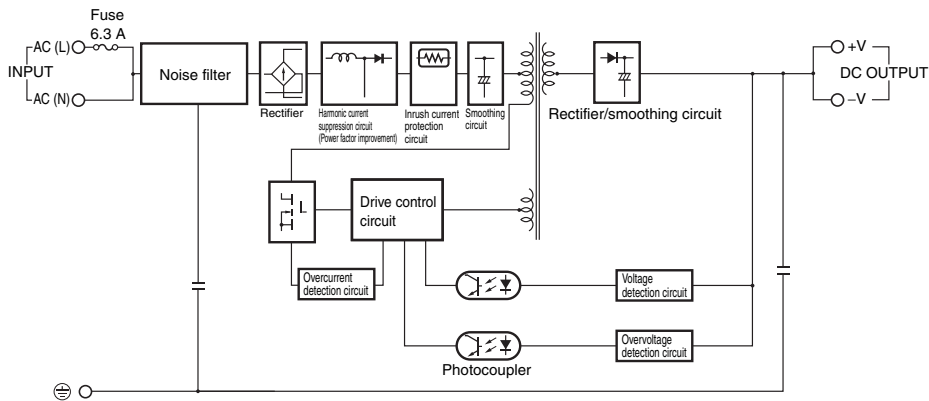 Fuse
6.3 A
AC (L)
INPUT
AC (N)
Noise filter
Rectifier
Harmonic current
suppression circuit
(Power factor improvement)
Inrush current
protection
circuit
Smoothing
circuit
Rectifier/smoothing circuit
+V
DC OUTPUT
–V
Drive control
circuit
Overcurrent
detection circuit
Voltage
detection circuit
Overvoltage
detection circuit
Photocoupler